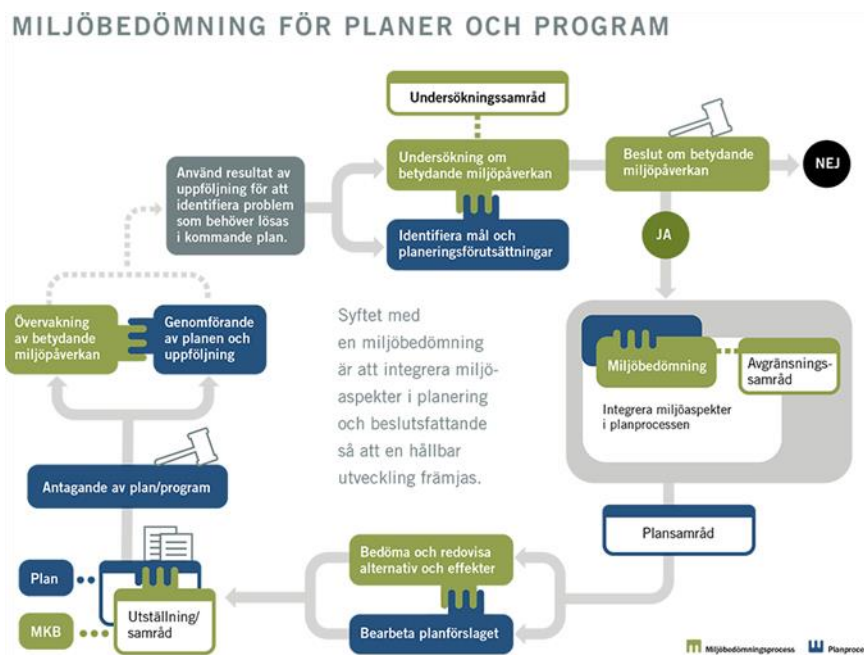 MILJÖBEDÖMNING FÖR PLANER OCH PROGRAM
Undersökningssamråd
Använd resultat av
uppföljning för att
identifiera problem
som behöver lösas
i kommande plan.
Undersökning om
betydande miljöpåverkan
Beslut om betydande
miljöpåverkan
NEJ
Identifiera mål och
planeringsförutsättningar
JA
Övervakning
av betydande
miljöpåverkan
Genomförande
av planen och
uppföljning
Syftet med
en miljöbedömning
är att integrera miljö-
aspekter i planering
och beslutsfattande
så att en hållbar
utveckling främjas.
Miljöbedömning
Avgränsnings-
samråd
Integrera miljöaspekter
i planprocessen
Antagande av plan/program
Plansamråd
Bedöma och redovisa
alternativ och effekter
Plan
MKB
Utställning/
samråd
Bearbeta planförslaget
Miljöbedömningsprocess
Planproce